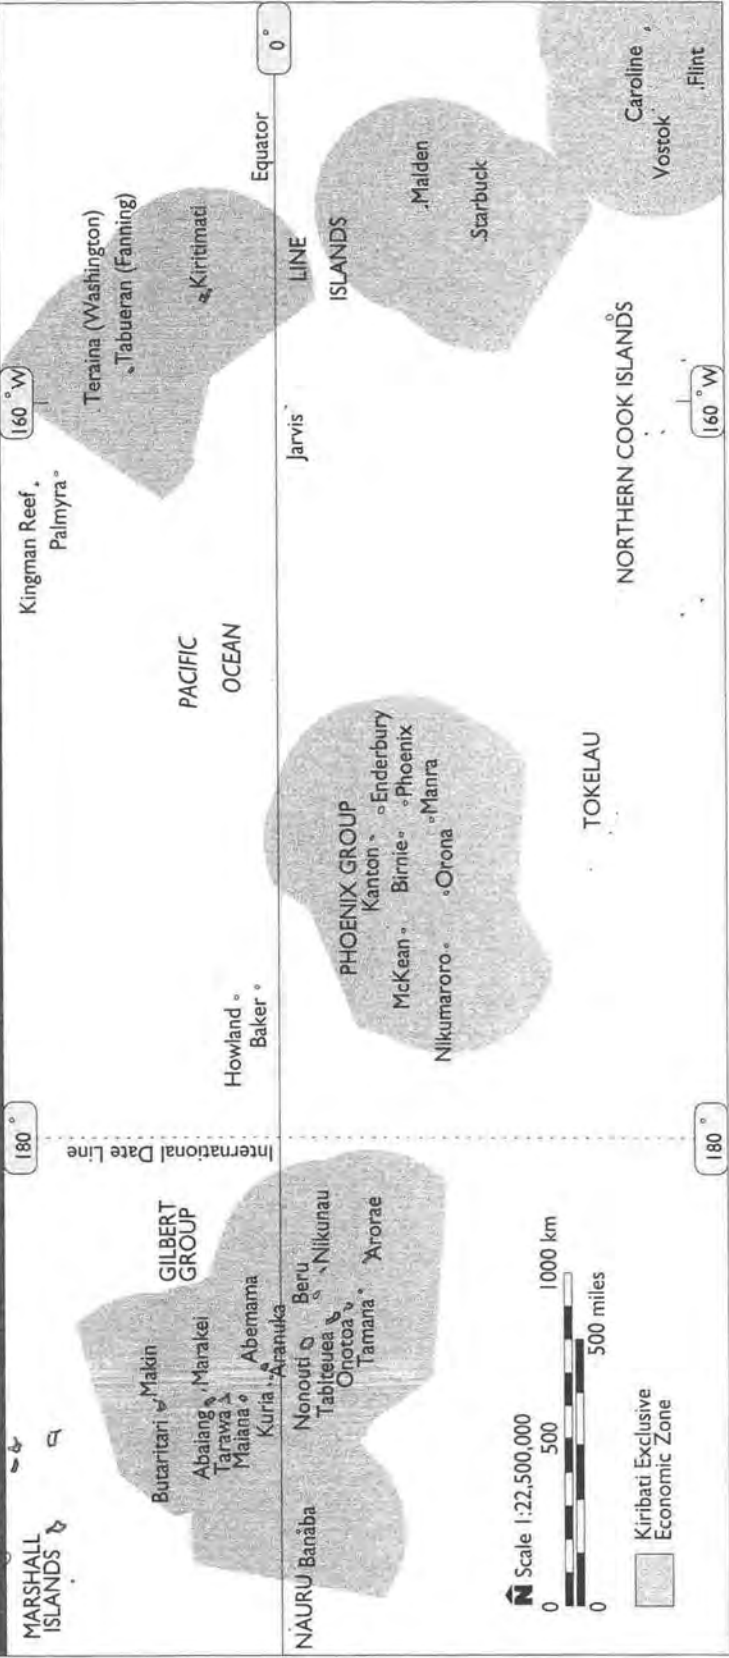 MARSHALL
ISLANDS
180°
160°W
Kingman Reef
Palmyra
Teraina (Washington)
Tabueran (Fanning)
Kiritimati
GILBERT
GROUP
International Date Line
PACIFIC
OCEAN
Butaritari
Makin
Abaiang
Marakei
Tarawa
Maiana
Abemama
Kuria
Aranuka
Howland
Baker
Equator
0°
NAURU
Banaba
Nonouti
Beru
Nikunau
Tabiteuea
Onotoa
Tamana
Arorae
Jarvis
LINE
ISLANDS
PHOENIX GROUP
Kanton
Enderbury
McKean
Birnie
Phoenix
Nikumaroro
Orona
Manra
Malden
Starbuck
TOKELAU
NORTHERN COOK ISLANDS
Caroline
Vostok
Flint
N Scale 1:22,500,000
0 500 1000 km
0 500 miles
Kiribati Exclusive
Economic Zone
180°
160°W